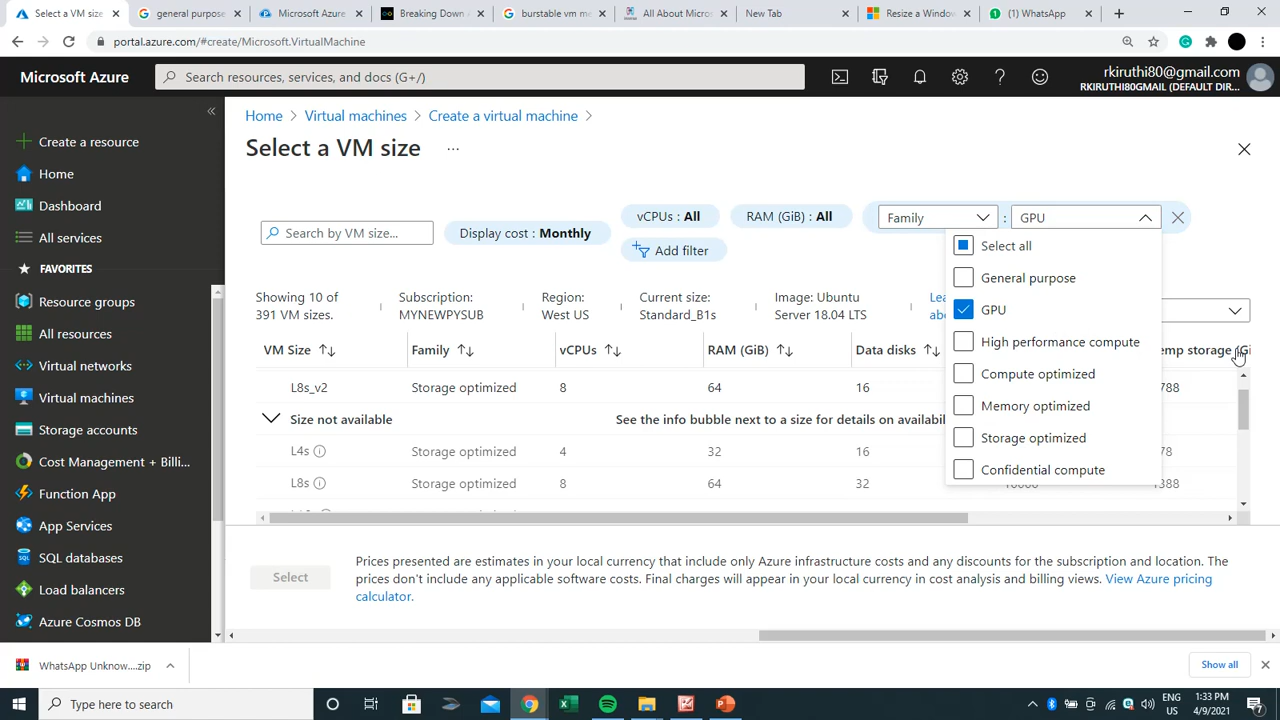 Select a VM size
general purpose
Microsoft Azure
Breaking Down
burstable vm me
All About Micros
New Tab
Resize a Window
(1) WhatsApp
portal.azure.com/#create/Microsoft.VirtualMachine
Microsoft Azure
Search resources, services, and docs (G+/)
rkiruthi80@gmail.com
RKIRUTHI80GMAIL (DEFAULT DIR...
Create a resource
Home
Dashboard
All services
FAVORITES
Resource groups
All resources
Virtual networks
Virtual machines
Storage accounts
Cost Management + Billi...
Function App
App Services
SQL databases
Load balancers
Azure Cosmos DB
Home > Virtual machines > Create a virtual machine >
Select a VM size ...
Search by VM size...
Display cost : Monthly
vCPUs : All
RAM (GiB) : All
Family : GPU
Add filter
Select all
General purpose
GPU
High performance compute
Compute optimized
Memory optimized
Storage optimized
Confidential compute
Showing 10 of
391 VM sizes.
Subscription:
MYNEWPYSUB
Region:
West US
Current size:
Standard_B1s
Image: Ubuntu
Server 18.04 LTS
Lea
abo
VM Size Family vCPUs RAM (GiB) Data disks emp storage (Gi
L8s_v2 Storage optimized 8 64 16 788
Size not available See the info bubble next to a size for details on availabil
L4s Storage optimized 4 32 16 78
L8s Storage optimized 8 64 32 1388
Select
Prices presented are estimates in your local currency that include only Azure infrastructure costs and any discounts for the subscription and location. The
prices don't include any applicable software costs. Final charges will appear in your local currency in cost analysis and billing views. View Azure pricing
calculator.
WhatsApp Unknow....zip
Show all
Type here to search
ENG
US
1:33 PM
4/9/2021